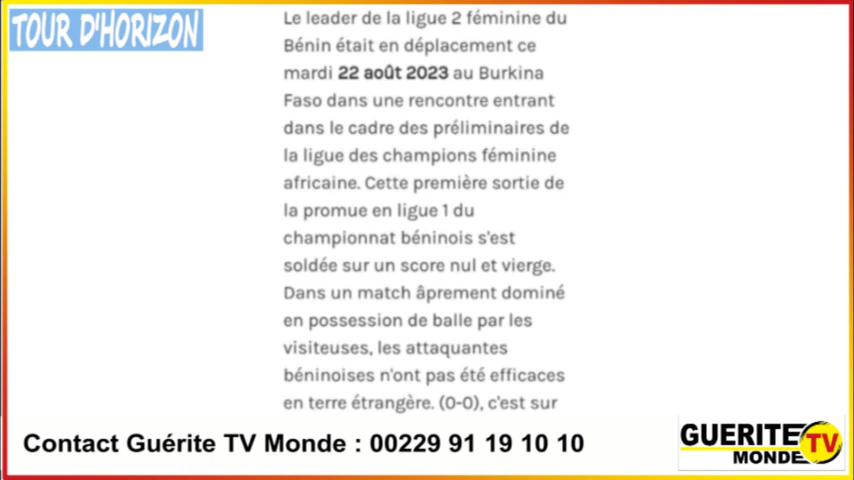 TOUR D'HORIZON
Le leader de la ligue 2 féminine du
Bénin était en déplacement ce
mardi 22 août 2023 au Burkina
Faso dans une rencontre entrant
dans le cadre des préliminaires de
la ligue des champions féminine
africaine. Cette première sortie de
la promue en ligue 1 du
championnat béninois s'est
soldée sur un score nul et vierge.
Dans un match âprement dominé
en possession de balle par les
visiteuses, les attaquantes
béninoises n'ont pas été efficaces
en terre étrangère. (0-0), c'est sur
Contact Guérite TV Monde : 00229 91 19 10 10
GUERITE TV
MONDE